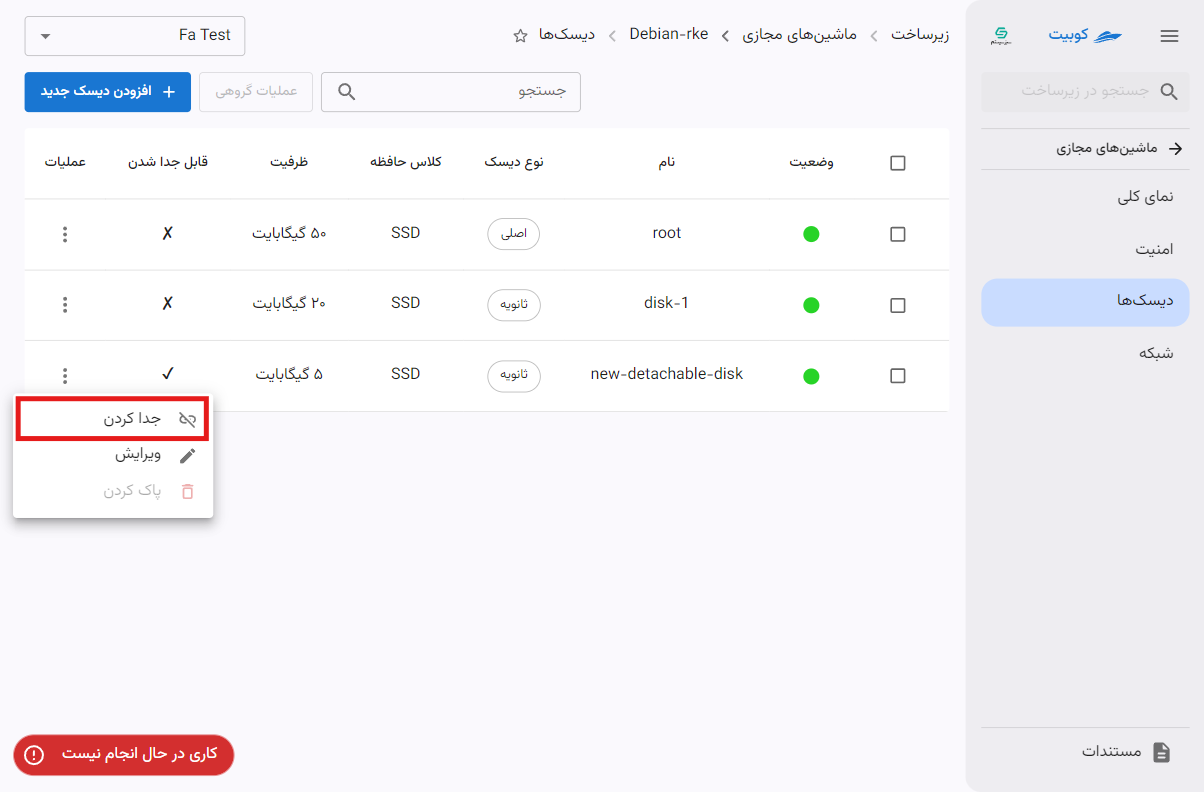 کوبیت
جستجو در زیرساخت
ماشین‌های مجازی
نمای کلی
امنیت
دیسک‌ها
شبکه
مستندات
زیرساخت > ماشین‌های مجازی > Debian-rke > دیسک‌ها
Fa Test
جستجو
عملیات گروهی
+ افزودن دیسک جدید
وضعیت نام نوع دیسک کلاس حافظه ظرفیت قابل جدا شدن عملیات
root اصلی SSD ۵۰ گیگابایت ✗
disk-1 ثانویه SSD ۲۰ گیگابایت ✗
new-detachable-disk ثانویه SSD ۵ گیگابایت ✓
جدا کردن
ویرایش
پاک کردن
کاری در حال انجام نیست